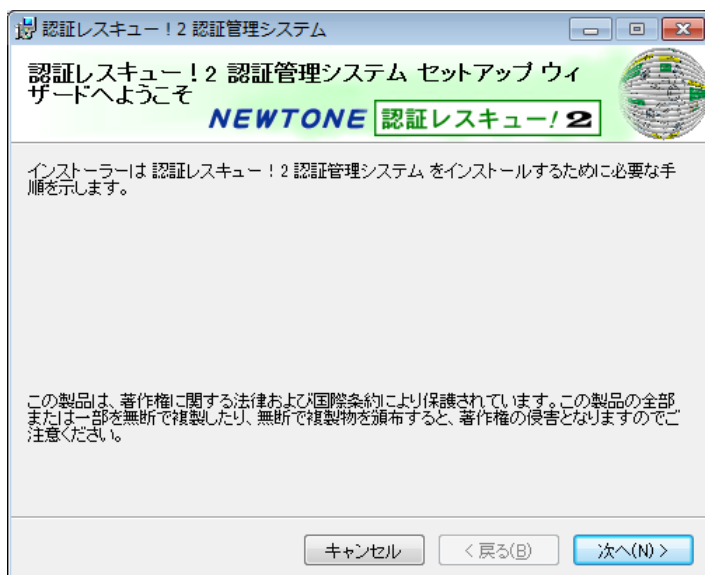 認証レスキュー！2 認証管理システム
認証レスキュー！2 認証管理システム セットアップ ウィ
ザードへようこそ
NEWTONE 認証レスキュー！2
インストーラーは 認証レスキュー！2 認証管理システム をインストールするために必要な手
順を示します。
この製品は、著作権に関する法律および国際条約により保護されています。この製品の全部
または一部を無断で複製したり、無断で複製物を頒布すると、著作権の侵害となりますのでご
注意ください。
キャンセル
< 戻る(B)
次へ(N) >